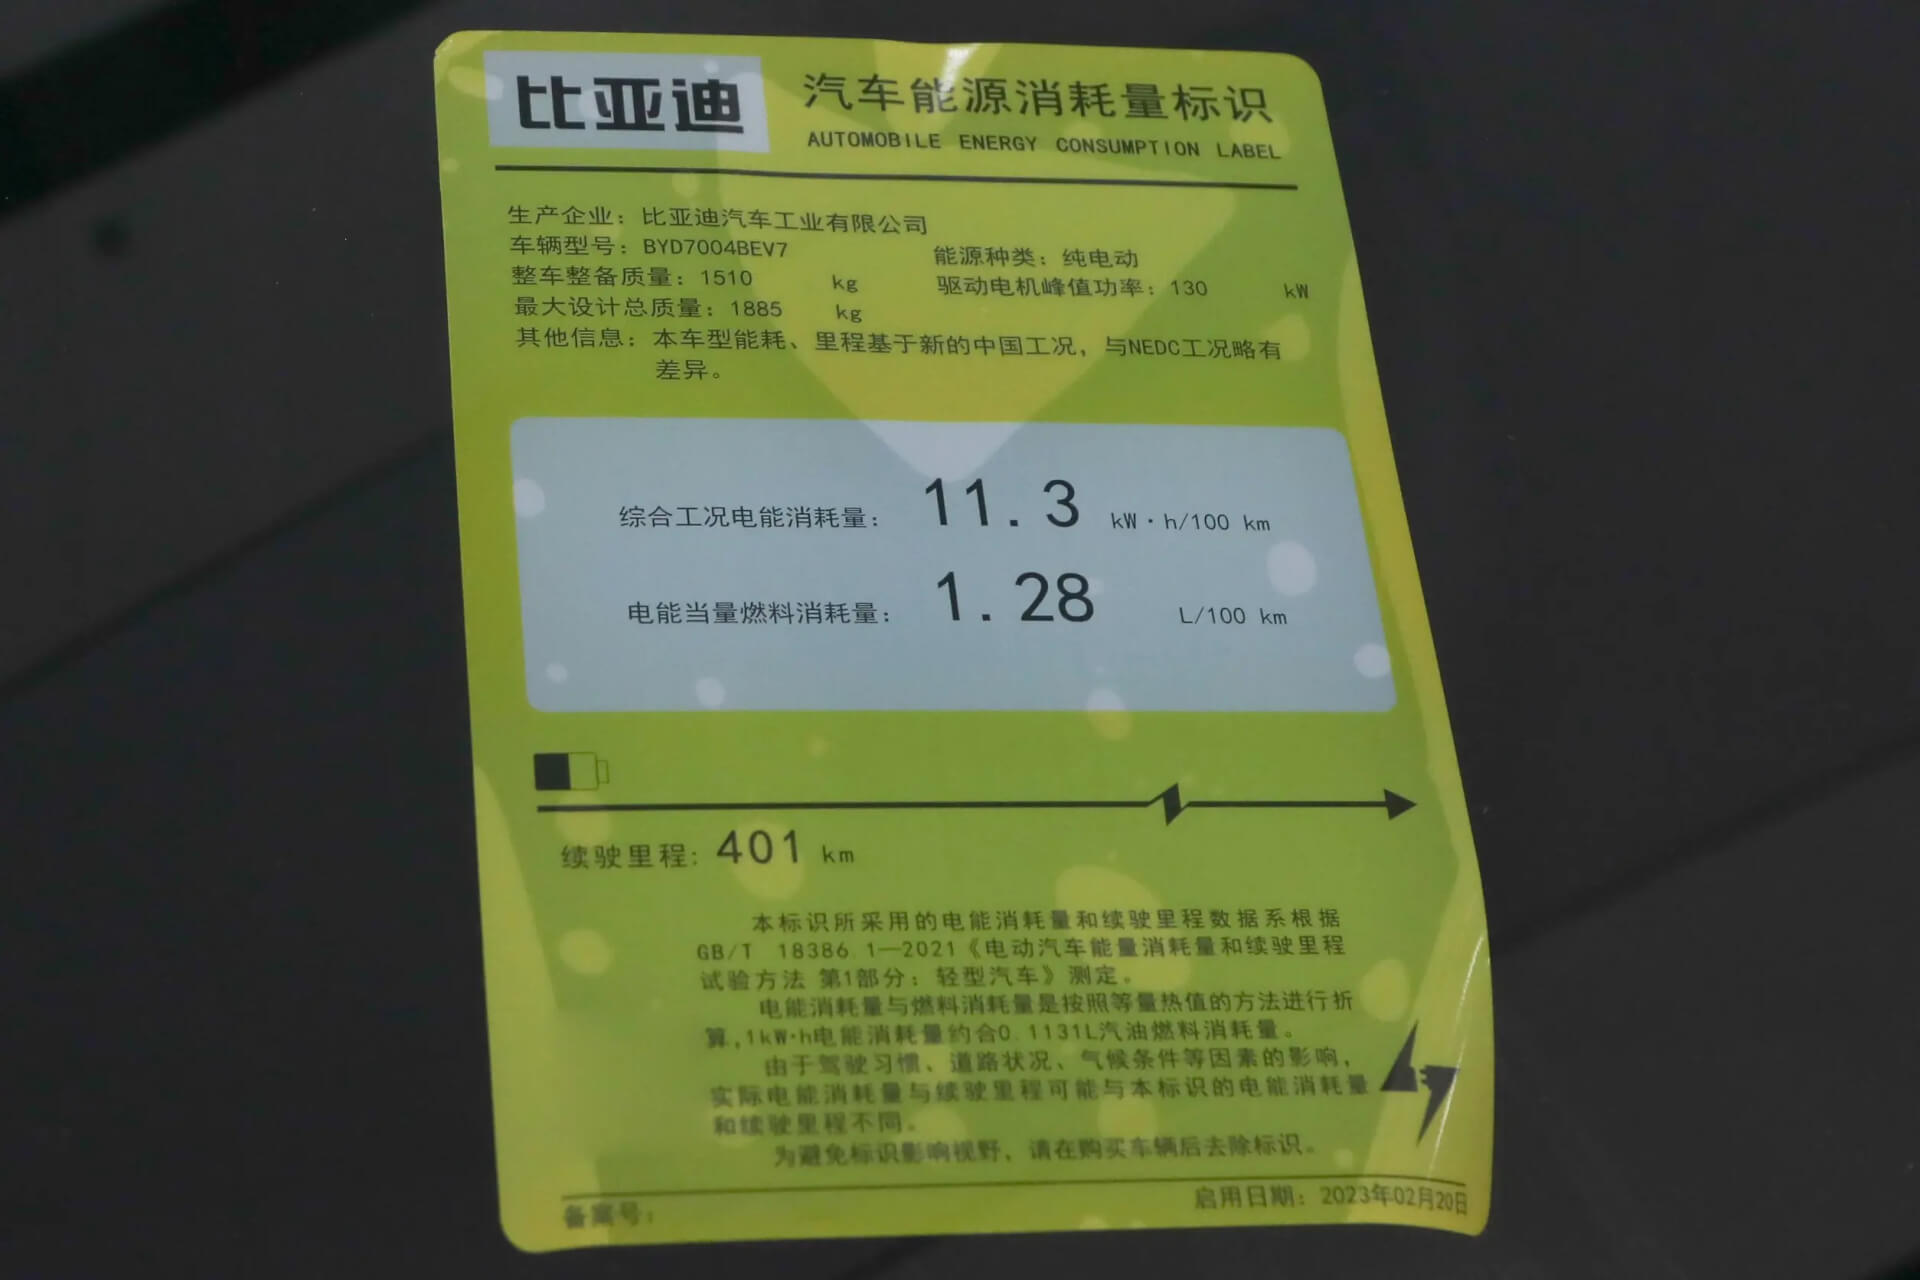 比亚迪 汽车能源消耗量标识
AUTOMOBILE ENERGY CONSUMPTION LABEL
生产企业：比亚迪汽车工业有限公司
车辆型号：BYD7004BEV7 能源种类：纯电动
整车整备质量：1510 kg 驱动电机峰值功率：130 kW
最大设计总质量：1885 kg
其他信息：本车型能耗、里程基于新的中国工况，与NEDC工况略有
差异。
综合工况电能消耗量：11.3 kW·h/100 km
电能当量燃料消耗量：1.28 L/100 km
续驶里程：401 km
本标识所采用的电能消耗量和续驶里程数据系根据
GB/T 18386.1—2021《电动汽车能量消耗量和续驶里程
试验方法 第1部分：轻型汽车》测定。
电能消耗量与燃料消耗量是按照等量热值的方法进行折
算,1kW·h电能消耗量约合0.1131L汽油燃料消耗量。
由于驾驶习惯、道路状况、气候条件等因素的影响，
实际电能消耗量与续驶里程可能与本标识的电能消耗量
和续驶里程不同。
为避免标识影响视野，请在购买车辆后去除标识。
备案号： 启用日期：2023年02月20日